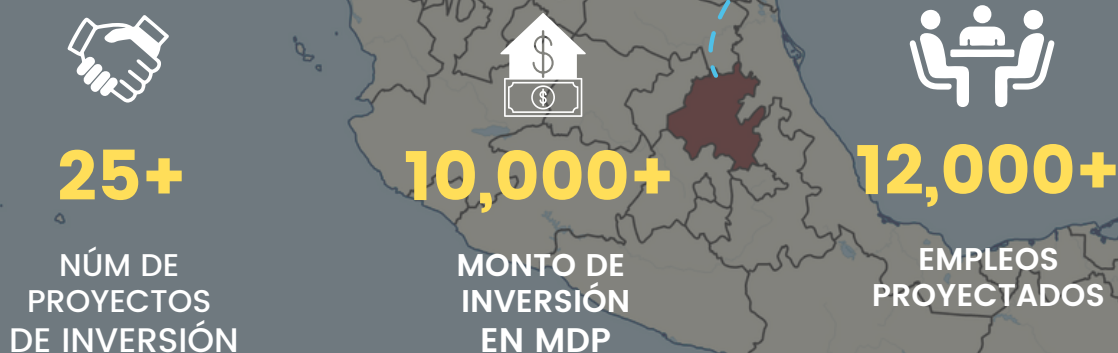 25+
NÚM DE
PROYECTOS
DE INVERSIÓN
10,000+
MONTO DE
INVERSIÓN
EN MDP
12,000+
EMPLEOS
PROYECTADOS